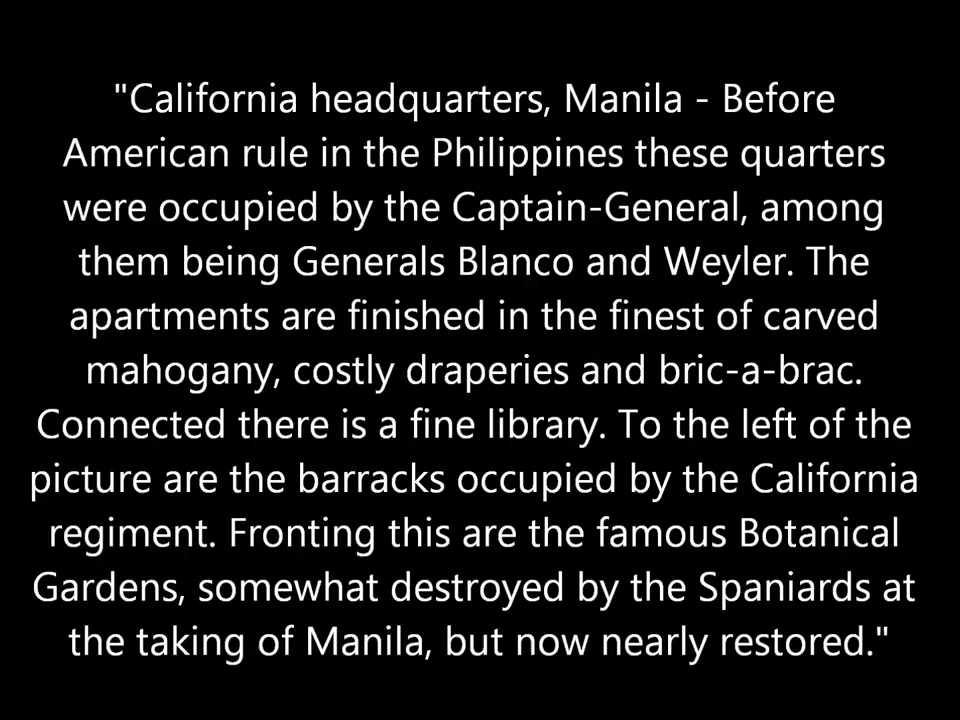 "California headquarters, Manila - Before
American rule in the Philippines these quarters
were occupied by the Captain-General, among
them being Generals Blanco and Weyler. The
apartments are finished in the finest of carved
mahogany, costly draperies and bric-a-brac.
Connected there is a fine library. To the left of the
picture are the barracks occupied by the California
regiment. Fronting this are the famous Botanical
Gardens, somewhat destroyed by the Spaniards at
the taking of Manila, but now nearly restored."